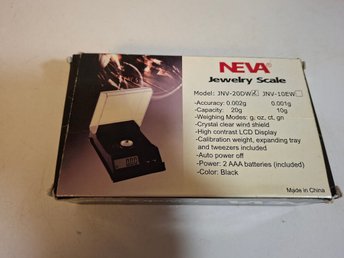 NEVA®
Jewelry Scale
Model: JNV-20DW JNV-10EW
-Accuracy: 0.002g 0.001g
-Capacity: 20g 10g
-Weighing Modes: g, oz, ct, gn
-Crystal clear wind shield
-High contrast LCD Display
-Calibration weight, expanding tray
and tweezers included
-Auto power off
-Power: 2 AAA batteries (included)
-Color: Black
Made in China